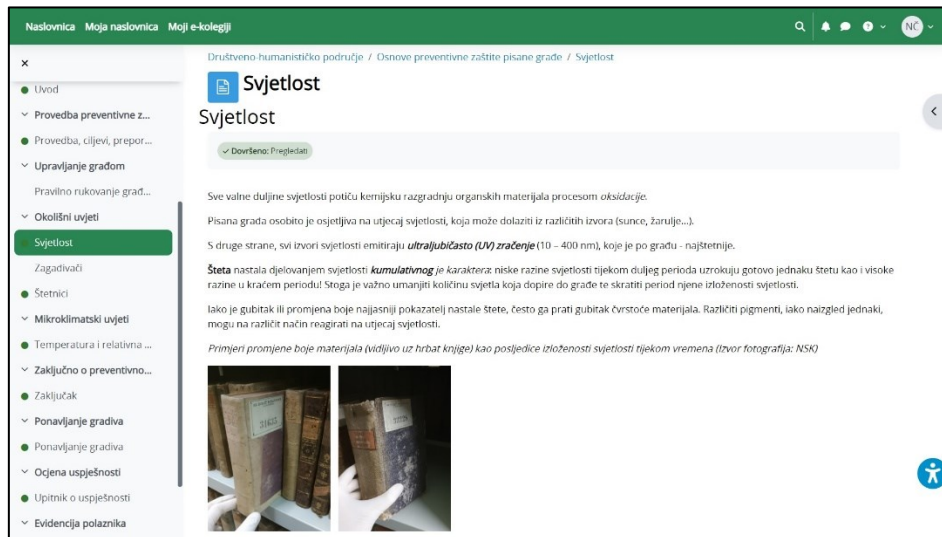 Naslovnica Moja naslovnica Moji e-kolegiji
NČ
Uvod
Provedba preventivne z...
Provedba, ciljevi, prepor...
Upravljanje građom
Pravilno rukovanje građ...
Okolišni uvjeti
Svjetlost
Zagađivači
Štetnici
Mikroklimatski uvjeti
Temperatura i relativna ...
Zaključno o preventivno...
Zaključak
Ponavljanje gradiva
Ponavljanje gradiva
Ocjena uspješnosti
Upitnik o uspješnosti
Evidencija polaznika
Društveno-humanističko područje / Osnove preventivne zaštite pisane građe / Svjetlost
Svjetlost
Svjetlost
Dovršeno: Pregledati
Sve valne duljine svjetlosti potiču kemijsku razgradnju organskih materijala procesom oksidacije.
Pisana građa osobito je osjetljiva na utjecaj svjetlosti, koja može dolaziti iz različitih izvora (sunce, žarulje...).
S druge strane, svi izvori svjetlosti emitiraju ultraljubičasto (UV) zračenje (10 – 400 nm), koje je po građu - najštetnije.
Šteta nastala djelovanjem svjetlosti kumulativnog je karaktera: niske razine svjetlosti tijekom duljeg perioda uzrokuju gotovo jednaku štetu kao i visoke
razine u kraćem periodu! Stoga je važno umanjiti količinu svjetla koja dopire do građe te skratiti period njene izloženosti svjetlosti.
Iako je gubitak ili promjena boje najjasniji pokazatelj nastale štete, često ga prati gubitak čvrstoće materijala. Različiti pigmenti, iako naizgled jednaki,
mogu na različit način reagirati na utjecaj svjetlosti.
Primjeri promjene boje materijala (vidljivo uz hrbat knjige) kao posljedice izloženosti svjetlosti tijekom vremena (Izvor fotografija: NSK)